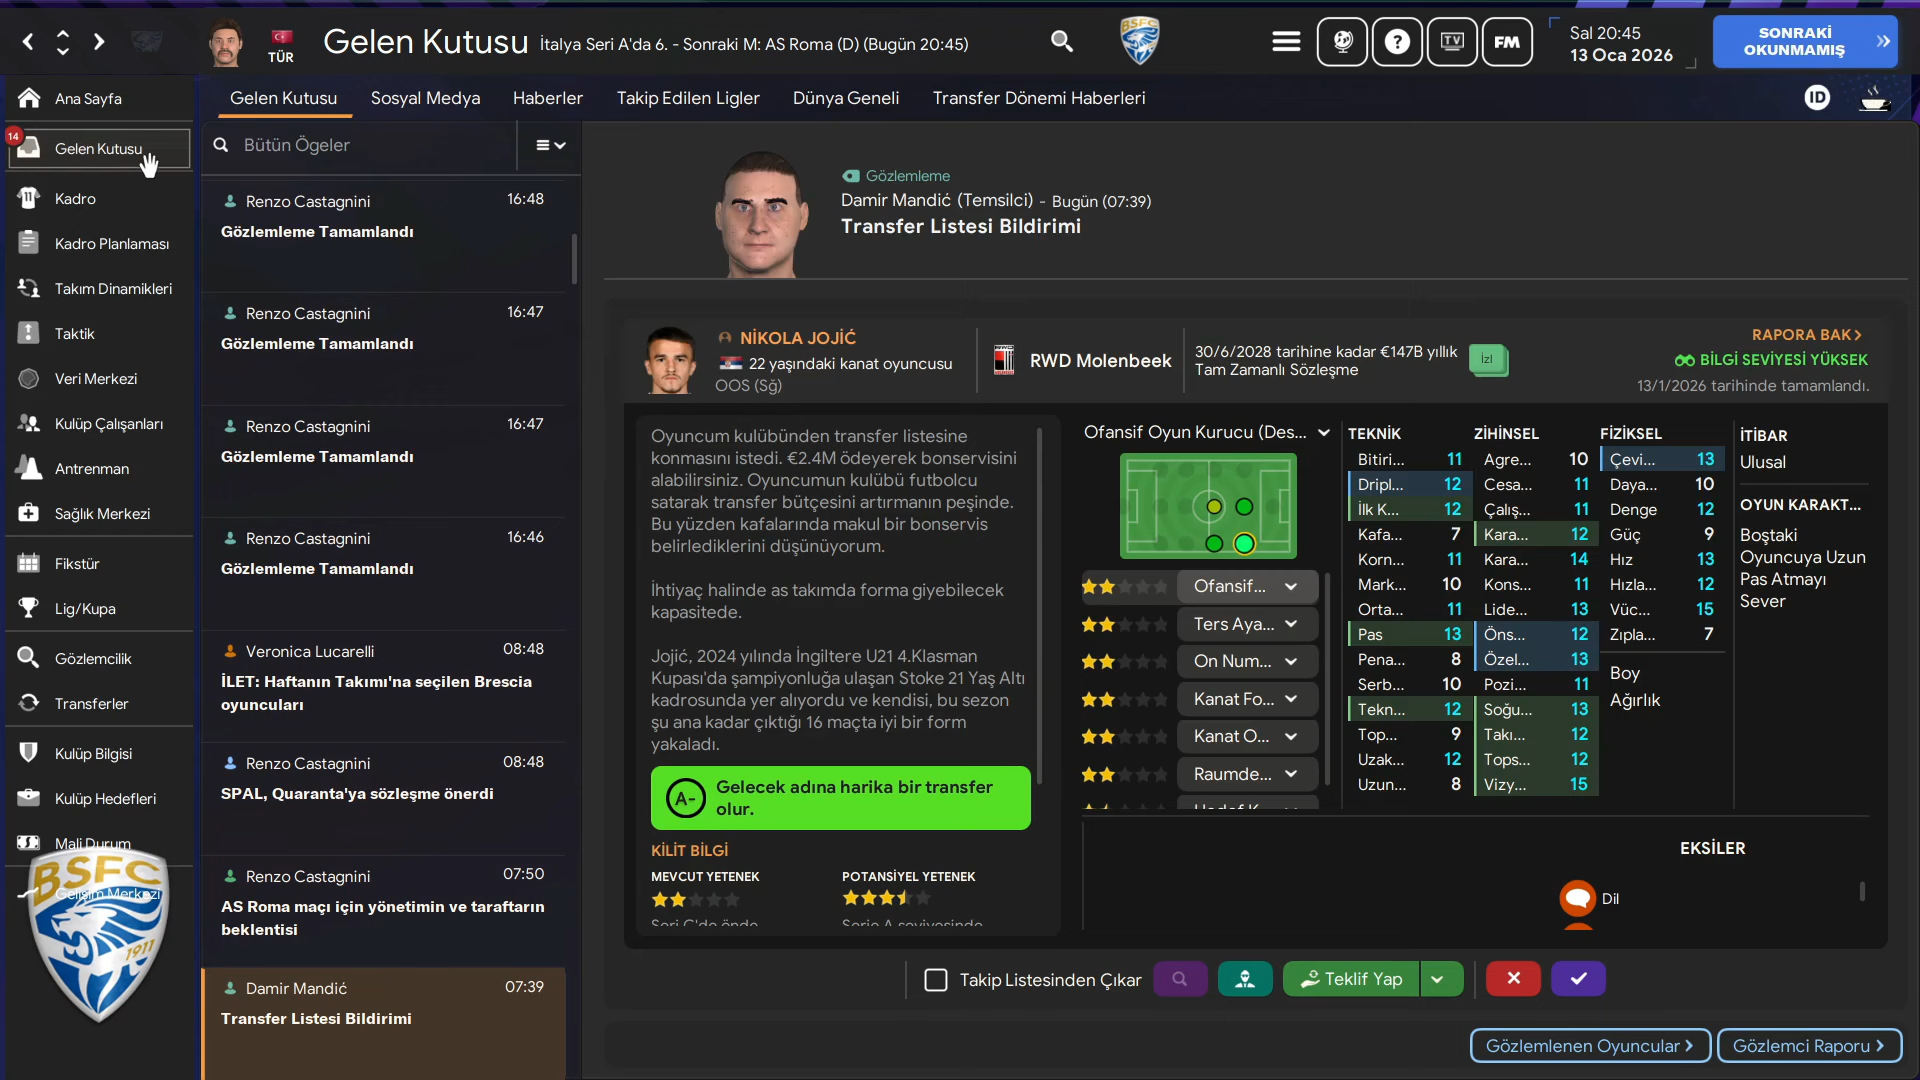 TÜR
Gelen Kutusu
İtalya Seri A'da 6. - Sonraki M: AS Roma (D) (Bugün 20:45)
BSFC
FM
Sal 20:45
13 Oca 2026
SONRAKİ
OKUNMAMIŞ
Ana Sayfa
14
Gelen Kutusu
Kadro
Kadro Planlaması
Takım Dinamikleri
Taktik
Veri Merkezi
Kulüp Çalışanları
Antrenman
Sağlık Merkezi
Fikstür
Lig/Kupa
Gözlemcilik
Transferler
Kulüp Bilgisi
Kulüp Hedefleri
Mali Durum
Gelişim Merkezi
BSFC
1911
Gelen Kutusu
Sosyal Medya
Haberler
Takip Edilen Ligler
Dünya Geneli
Transfer Dönemi Haberleri
ID
Bütün Ögeler
Renzo Castagnini 16:48
Gözlemleme Tamamlandı
Renzo Castagnini 16:47
Gözlemleme Tamamlandı
Renzo Castagnini 16:47
Gözlemleme Tamamlandı
Renzo Castagnini 16:46
Gözlemleme Tamamlandı
Veronica Lucarelli 08:48
İLET: Haftanın Takımı'na seçilen Brescia
oyuncuları
Renzo Castagnini 08:48
SPAL, Quaranta'ya sözleşme önerdi
Renzo Castagnini 07:50
AS Roma maçı için yönetimin ve taraftarın
beklentisi
Damir Mandić 07:39
Transfer Listesi Bildirimi
Gözlemleme
Damir Mandić (Temsilci) - Bugün (07:39)
Transfer Listesi Bildirimi
NİKOLA JOJIĆ
22 yaşındaki kanat oyuncusu
OOS (Sğ)
RWD Molenbeek
30/6/2028 tarihine kadar €147B yıllık
Tam Zamanlı Sözleşme
İzl
RAPORA BAK
BİLGİ SEVİYESİ YÜKSEK
13/1/2026 tarihinde tamamlandı.
Oyuncum kulübünden transfer listesine
konmasını istedi. €2.4M ödeyerek bonservisini
alabilirsiniz. Oyuncumun kulübü futbolcu
satarak transfer bütçesini artırmanın peşinde.
Bu yüzden kafalarında makul bir bonservis
belirlediklerini düşünüyorum.
İhtiyaç halinde as takımda forma giyebilecek
kapasitede.
Jojić, 2024 yılında İngiltere U21 4.Klasman
Kupası'da şampiyonluğa ulaşan Stoke 21 Yaş Altı
kadrosunda yer alıyordu ve kendisi, bu sezon
şu ana kadar çıktığı 16 maçta iyi bir form
yakaladı.
A-
Gelecek adına harika bir transfer
olur.
KİLİT BİLGİ
MEVCUT YETENEK
POTANSİYEL YETENEK
Seri C'de önde
Serie A seviyesinde
Ofansif Oyun Kurucu (Des...
Ofansif...
Ters Aya...
On Num...
Kanat Fo...
Kanat O...
Raumde...
TEKNİK
Bitiri... 11
Dripl... 12
İlk K... 12
Kafa... 7
Korn... 11
Mark... 10
Orta... 11
Pas 13
Pena... 8
Serb... 10
Tekn... 12
Top... 9
Uzak... 12
Uzun... 8
ZİHİNSEL
Agre... 10
Cesa... 11
Çalış... 11
Kara... 12
Kara... 14
Kons... 11
Lide... 13
Öns... 12
Özel... 13
Pozi... 11
Soğu... 13
Takı... 12
Tops... 12
Vizy... 15
FİZİKSEL
Çevi... 13
Daya... 10
Denge 12
Güç 9
Hız 13
Hızla... 12
Vüc... 15
Zıpla... 7
Boy
Ağırlık
İTİBAR
Ulusal
OYUN KARAKT...
Boştaki
Oyuncuya Uzun
Pas Atmayı
Sever
EKSİLER
Dil
Takip Listesinden Çıkar
Teklif Yap
Gözlemlenen Oyuncular
Gözlemci Raporu